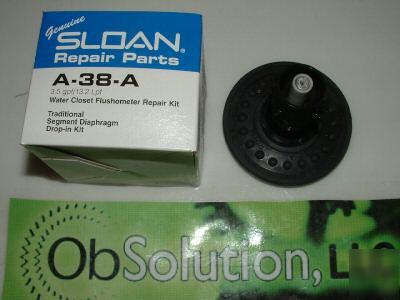 Genuine
SLOAN®
Repair Parts
A-38-A
3.5 gpf/13.2 Lpf
Water Closet Flushometer Repair Kit
Traditional
Segment Diaphragm
Drop-in Kit
ObSolution, LLC